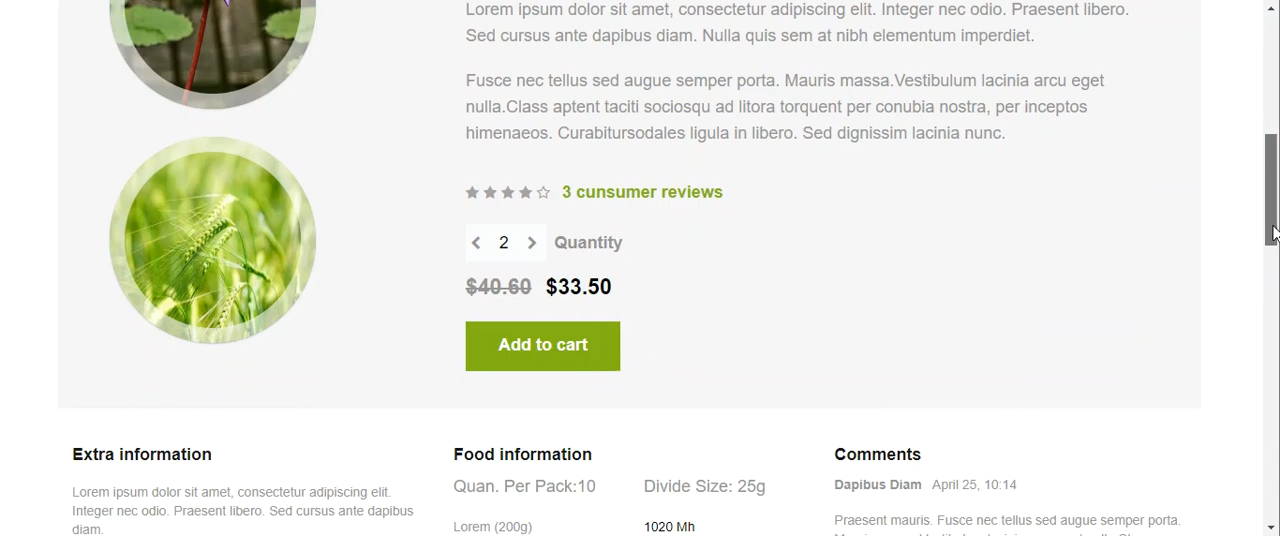 Lorem ipsum dolor sit amet, consectetur adipiscing elit. Integer nec odio. Praesent libero.
Sed cursus ante dapibus diam. Nulla quis sem at nibh elementum imperdiet.
Fusce nec tellus sed augue semper porta. Mauris massa.Vestibulum lacinia arcu eget
nulla.Class aptent taciti sociosqu ad litora torquent per conubia nostra, per inceptos
himenaeos. Curabitursodales ligula in libero. Sed dignissim lacinia nunc.
3 cunsumer reviews
2 Quantity
$40.60 $33.50
Add to cart
Extra information
Lorem ipsum dolor sit amet, consectetur adipiscing elit.
Integer nec odio. Praesent libero. Sed cursus ante dapibus
diam.
Food information
Quan. Per Pack:10 Divide Size: 25g
Lorem (200g) 1020 Mh
Comments
Dapibus Diam April 25, 10:14
Praesent mauris. Fusce nec tellus sed augue semper porta.